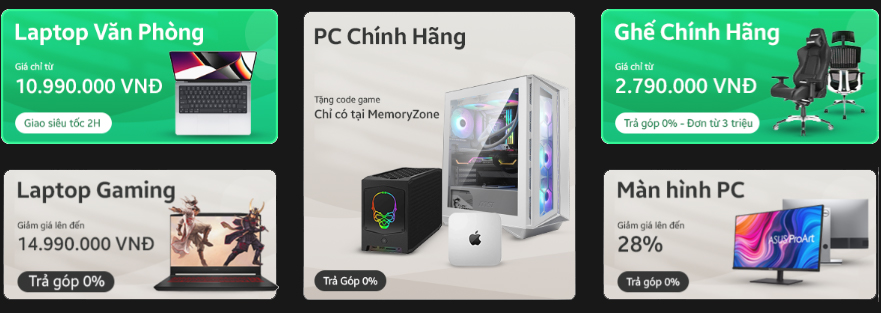 Laptop Văn Phòng
Giá chỉ từ
10.990.000 VNĐ
Giao siêu tốc 2H
Laptop Gaming
Giảm giá lên đến
14.990.000 VNĐ
Trả góp 0%
PC Chính Hãng
Tặng code game
Chỉ có tại MemoryZone
Trả Góp 0%
Ghế Chính Hãng
Giá chỉ từ
2.790.000 VNĐ
Trả góp 0% - Đơn từ 3 triệu
Màn hình PC
Giảm giá lên đến
28%
Trả góp 0%
ASUS ProArt